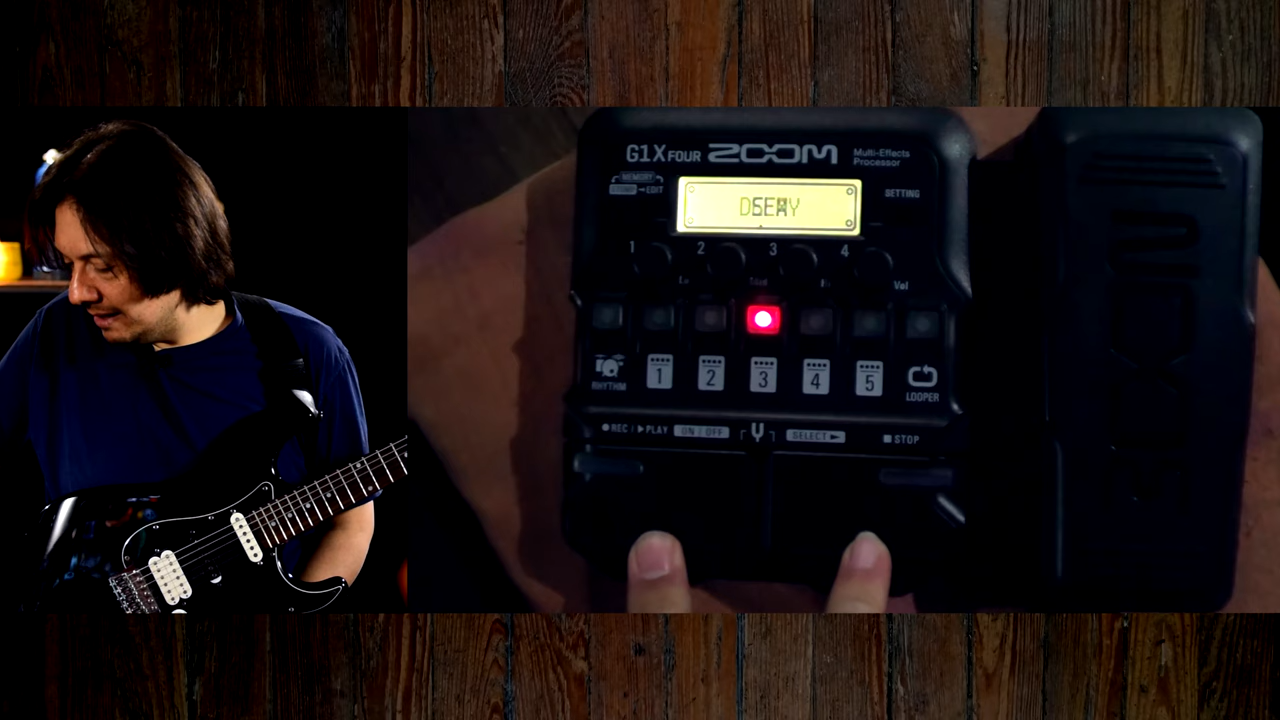 G1X FOUR ZOOM Multi-Effects
Processor
MEMORY
STOMP EDIT
SETTING
1 2 3 4
Vol
RHYTHM 1 2 3 4 5 LOOPER
REC / PLAY ON / OFF SELECT STOP